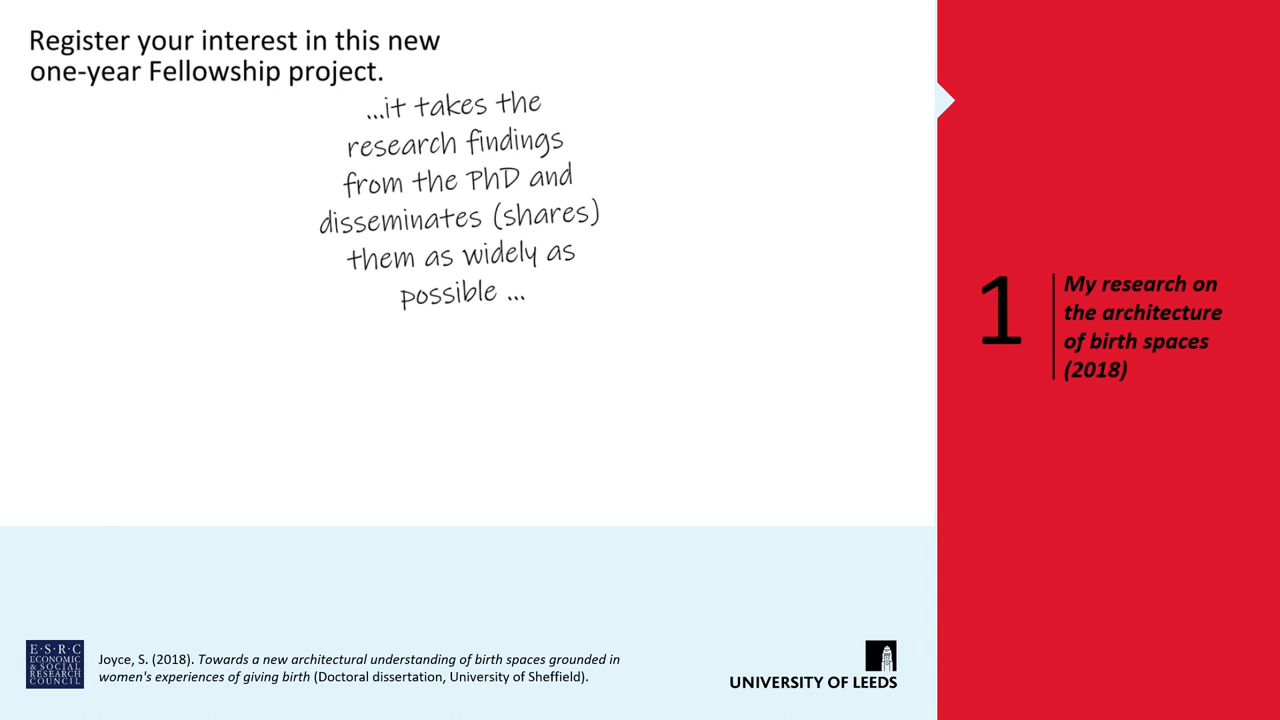 Register your interest in this new
one-year Fellowship project.
...it takes the
research findings
from the PhD and
disseminates (shares)
them as widely as
possible ...
1
My research on
the architecture
of birth spaces
(2018)
E·S·R·C
ECONOMIC
& SOCIAL
RESEARCH
COUNCIL
Joyce, S. (2018). Towards a new architectural understanding of birth spaces grounded in
women's experiences of giving birth (Doctoral dissertation, University of Sheffield).
UNIVERSITY OF LEEDS